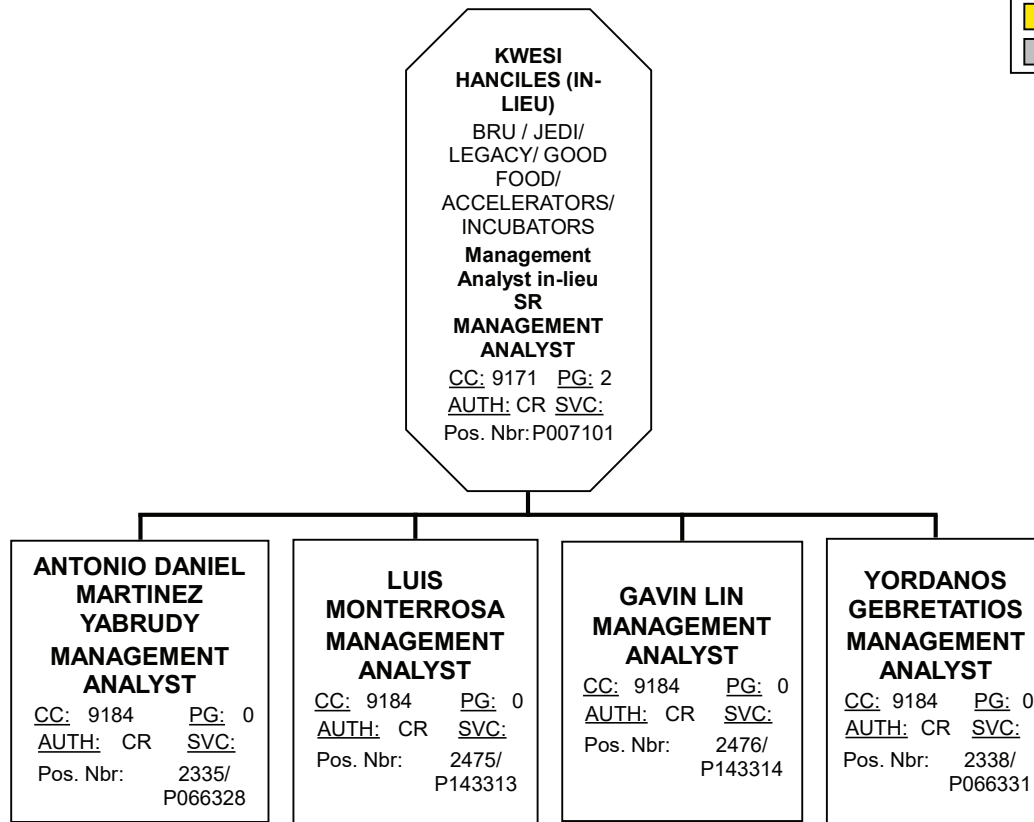 KWESI
HANCILES (IN-
LIEU)
BRU / JEDI/
LEGACY/ GOOD
FOOD/
ACCELERATORS/
INCUBATORS
Management
Analyst in-lieu
SR
MANAGEMENT
ANALYST
CC: 9171 PG: 2
AUTH: CR SVC:
Pos. Nbr:P007101
ANTONIO DANIEL
MARTINEZ
YABRUDY
MANAGEMENT
ANALYST
CC: 9184 PG: 0
AUTH: CR SVC:
Pos. Nbr: 2335/
P066328
LUIS
MONTERROSA
MANAGEMENT
ANALYST
CC: 9184 PG: 0
AUTH: CR SVC:
Pos. Nbr: 2475/
P143313
GAVIN LIN
MANAGEMENT
ANALYST
CC: 9184 PG: 0
AUTH: CR SVC:
Pos. Nbr: 2476/
P143314
YORDANOS
GEBRETATIOS
MANAGEMENT
ANALYST
CC: 9184 PG: 0
AUTH: CR SVC:
Pos. Nbr: 2338/
P066331